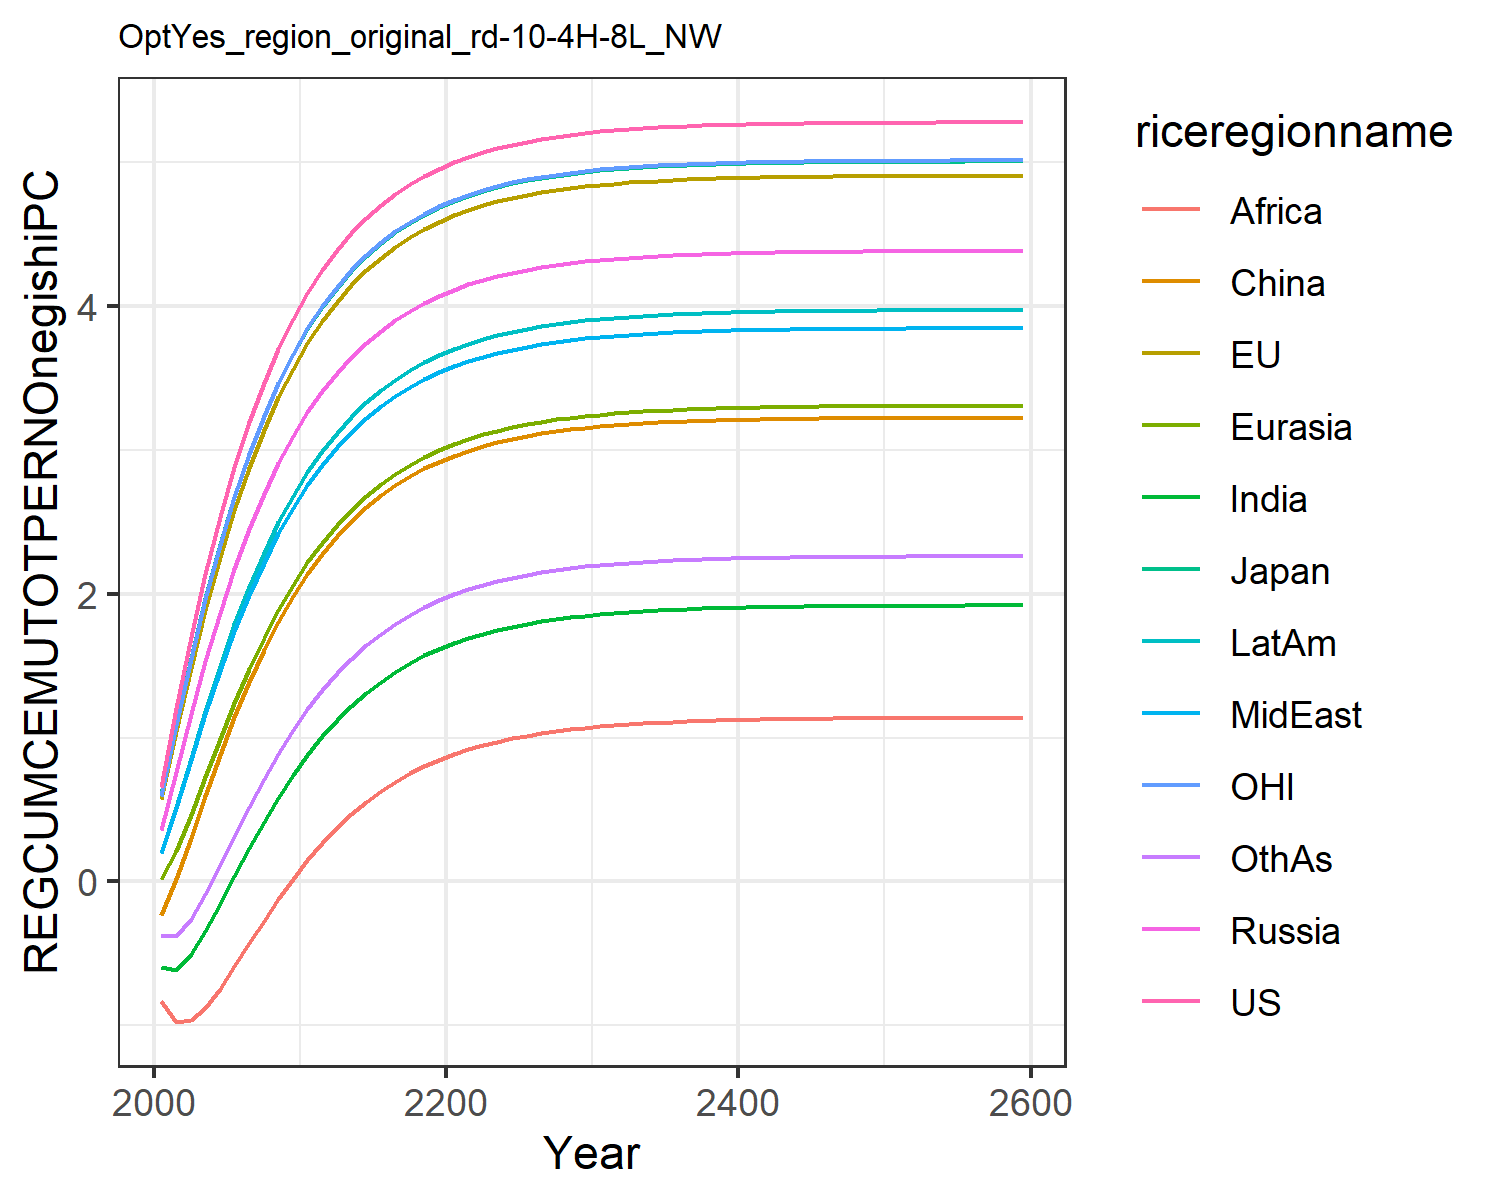 OptYes_region_original_rd-10-4H-8L_NW
REGCUMCEMUTOTPERNOnegishiPC
4
2
0
2000
2200
2400
2600
Year
riceregionname
Africa
China
EU
Eurasia
India
Japan
LatAm
MidEast
OHI
OthAs
Russia
US